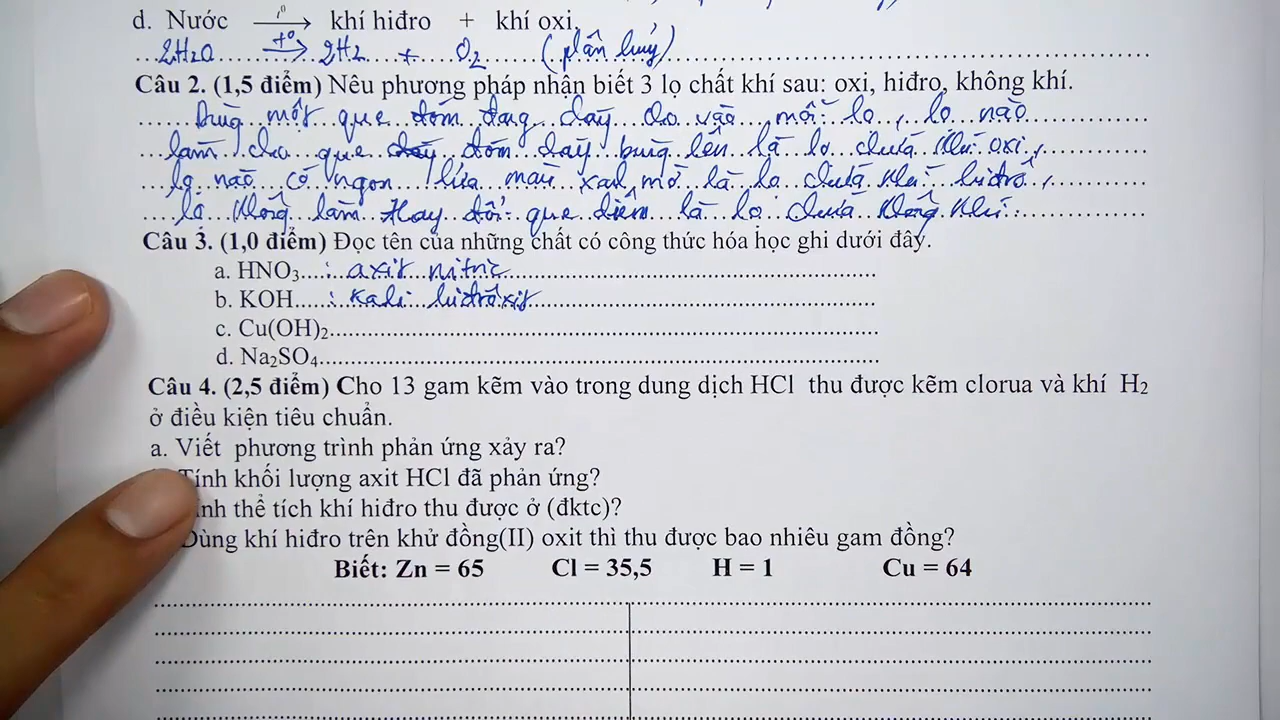 d. Nước t⁰→ khí hiđro + khí oxi.
2H2O t⁰→ 2H2 + O2 (phân huỷ)
Câu 2. (1,5 điểm) Nêu phương pháp nhận biết 3 lọ chất khí sau: oxi, hiđro, không khí.
Dùng một que đóm đang cháy cho vào mỗi lọ, lọ nào
làm cho que đóm cháy bùng lên là lọ chứa khí oxi,
lọ nào có ngọn lửa màu xanh mờ là lọ chứa khí hiđrô,
lọ không làm thay đổi que diêm là lọ chứa không khí.
Câu 3. (1,0 điểm) Đọc tên của những chất có công thức hóa học ghi dưới đây.
a. HNO3....: axit nitric
b. KOH.....: Kali hiđrôxit
c. Cu(OH)2
d. Na2SO4
Câu 4. (2,5 điểm) Cho 13 gam kẽm vào trong dung dịch HCl thu được kẽm clorua và khí H2
ở điều kiện tiêu chuẩn.
a. Viết phương trình phản ứng xảy ra?
Tính khối lượng axit HCl đã phản ứng?
thể tích khí hiđro thu được ở (đktc)?
Dùng khí hiđro trên khử đồng(II) oxit thì thu được bao nhiêu gam đồng?
Biết: Zn = 65 Cl = 35,5 H = 1 Cu = 64